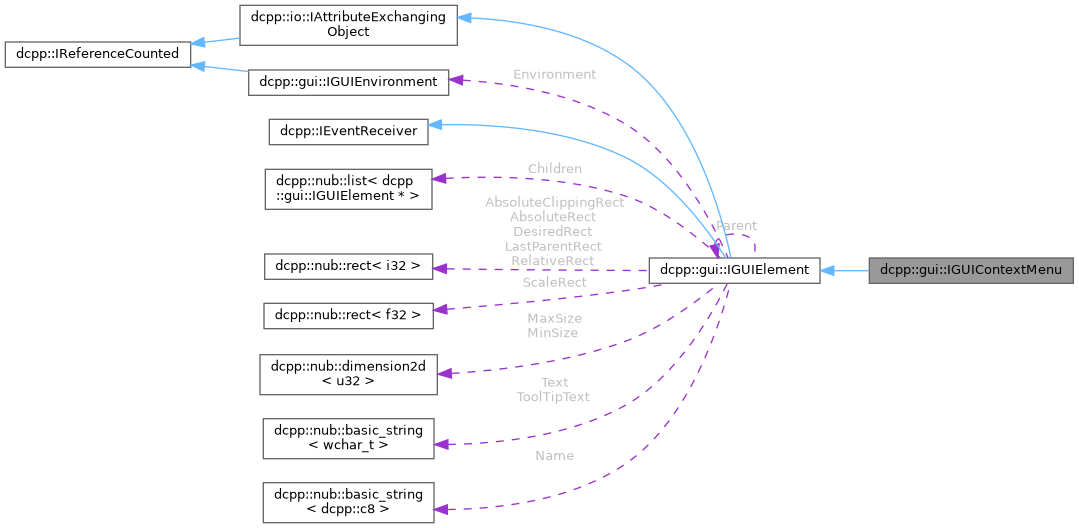 dcpp::io::IAttributeExchanging
Object
dcpp::IReferenceCounted
dcpp::gui::IGUIEnvironment
Environment
dcpp::IEventReceiver
Children
dcpp::nub::list< dcpp
::gui::IGUIElement * >
AbsoluteClippingRect
AbsoluteRect
DesiredRect
LastParentRect
RelativeRect
Parent
dcpp::nub::rect< i32 >
dcpp::gui::IGUIElement
dcpp::gui::IGUIContextMenu
ScaleRect
dcpp::nub::rect< f32 >
MaxSize
MinSize
dcpp::nub::dimension2d
< u32 >
Text
ToolTipText
dcpp::nub::basic_string
< wchar_t >
Name
dcpp::nub::basic_string
< dcpp::c8 >